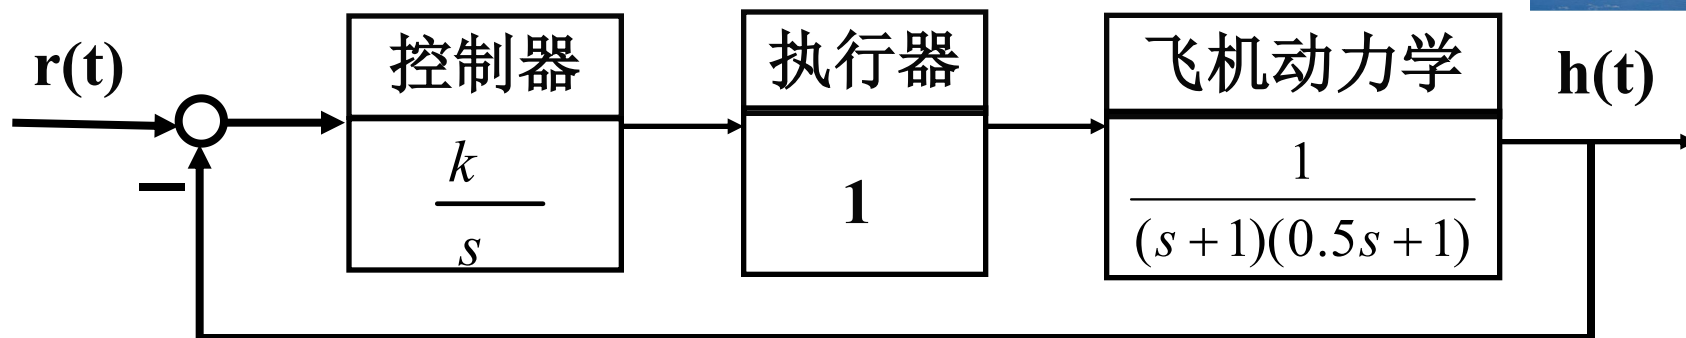 r(t)
控制器
执行器
飞机动力学
h(t)
k
s
1
1
(s + 1)(0.5s + 1)
−